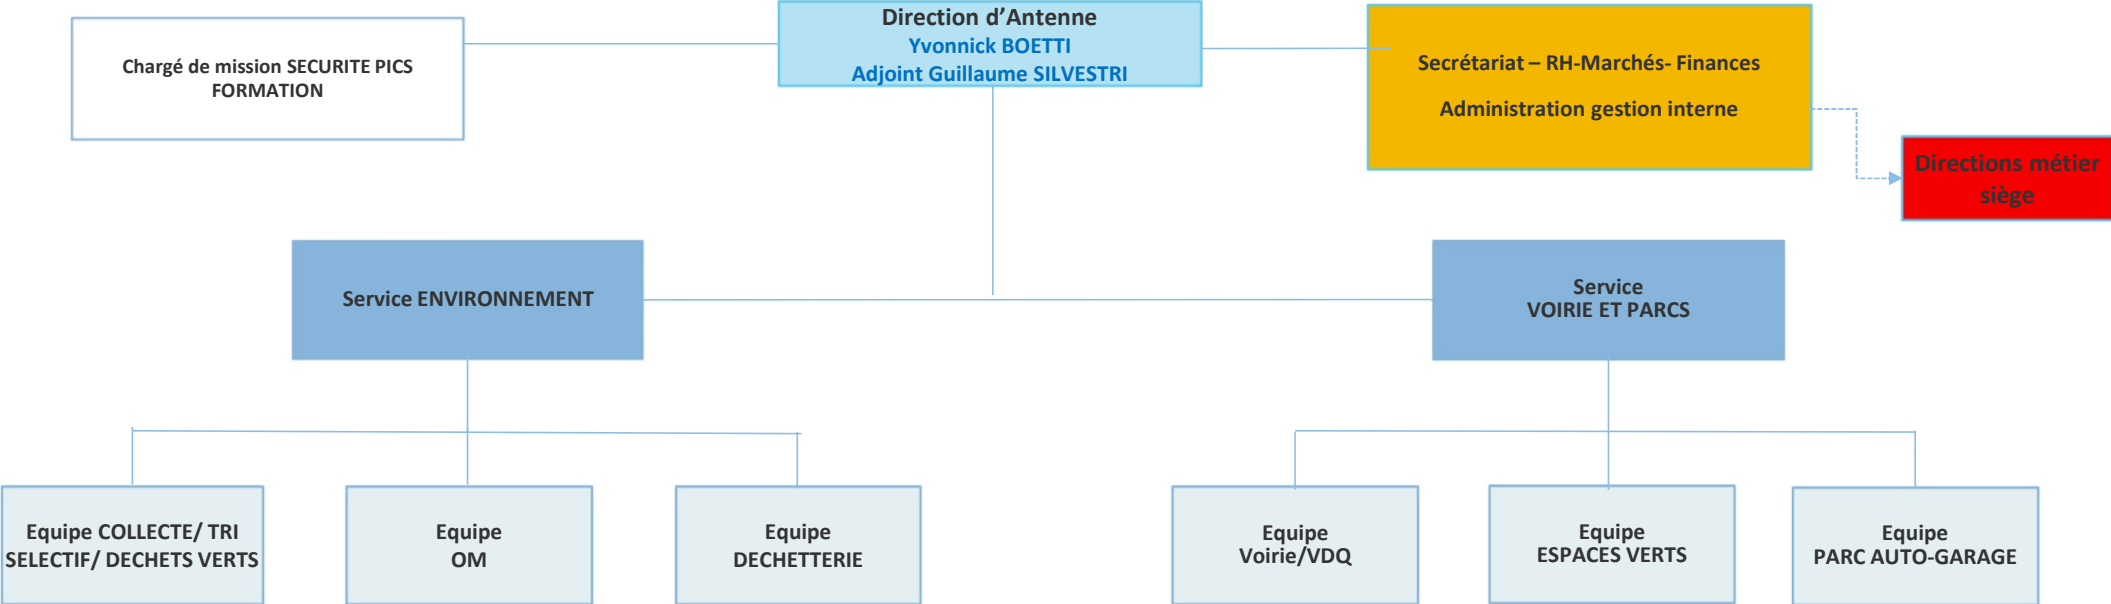 Direction d’Antenne
Yvonnick BOETTI
Adjoint Guillaume SILVESTRI
Chargé de mission SECURITE PICS
FORMATION
Secrétariat – RH-Marchés- Finances
Administration gestion interne
Directions métier
siège
Service ENVIRONNEMENT
Service
VOIRIE ET PARCS
Equipe COLLECTE/ TRI
SELECTIF/ DECHETS VERTS
Equipe
OM
Equipe
DECHETTERIE
Equipe
Voirie/VDQ
Equipe
ESPACES VERTS
Equipe
PARC AUTO-GARAGE